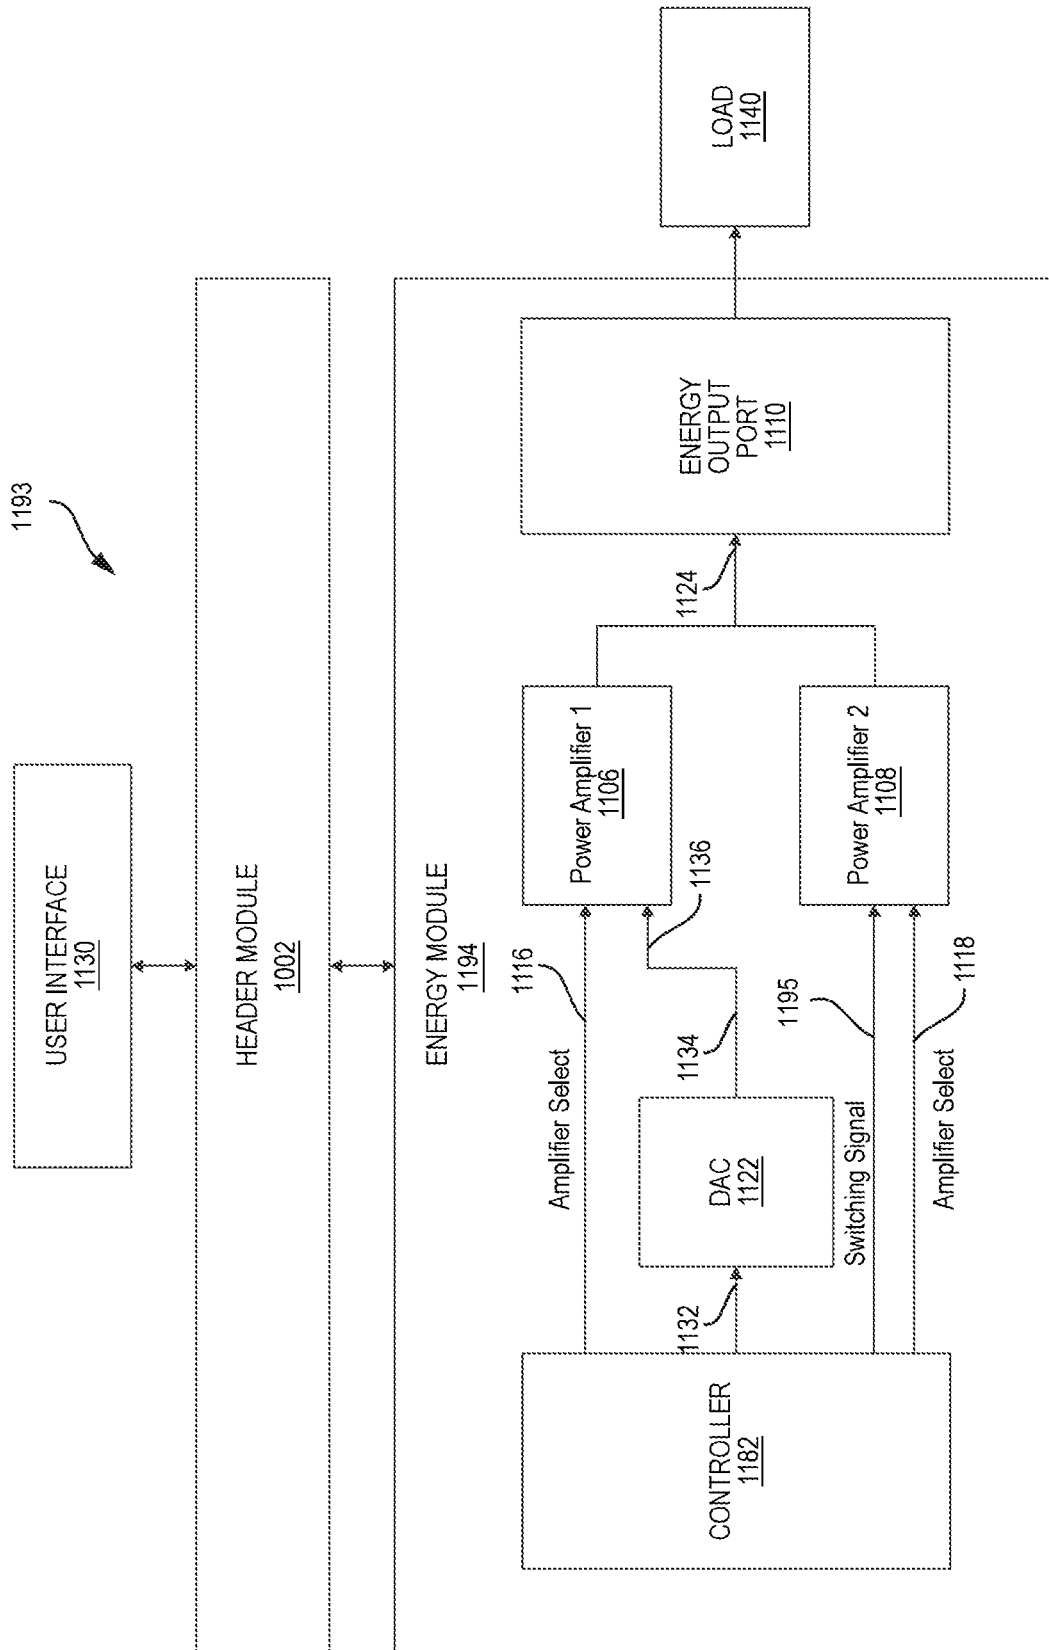 1193
USER INTERFACE
1130
HEADER MODULE
1002
ENERGY MODULE
1194
CONTROLLER
1182
1132
DAC
1122
1134
1136
Amplifier Select
1116
Switching Signal
1195
Amplifier Select
1118
Power Amplifier 1
1106
Power Amplifier 2
1108
1124
ENERGY
OUTPUT
PORT
1110
LOAD
1140